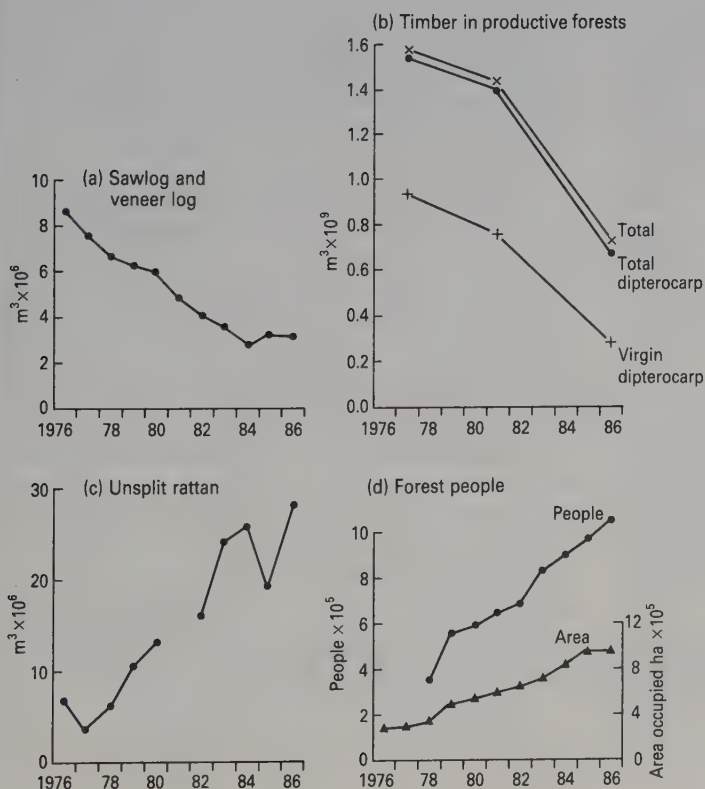 (a) Sawlog and
veneer log
10
8
6
4
2
0
m³×10⁶
1976 78 80 82 84 86
(b) Timber in productive forests
1.6
1.4
1.2
1.0
0.8
0.6
0.4
0.2
0.0
m³×10⁹
Total
Total
dipterocarp
Virgin
dipterocarp
1976 78 80 82 84 86
(c) Unsplit rattan
30
20
10
0
m³×10⁶
1976 78 80 82 84 86
(d) Forest people
10
8
6
4
2
0
People × 10⁵
People
Area
12
8
4
0
Area occupied ha ×10⁵
1976 78 80 82 84 86